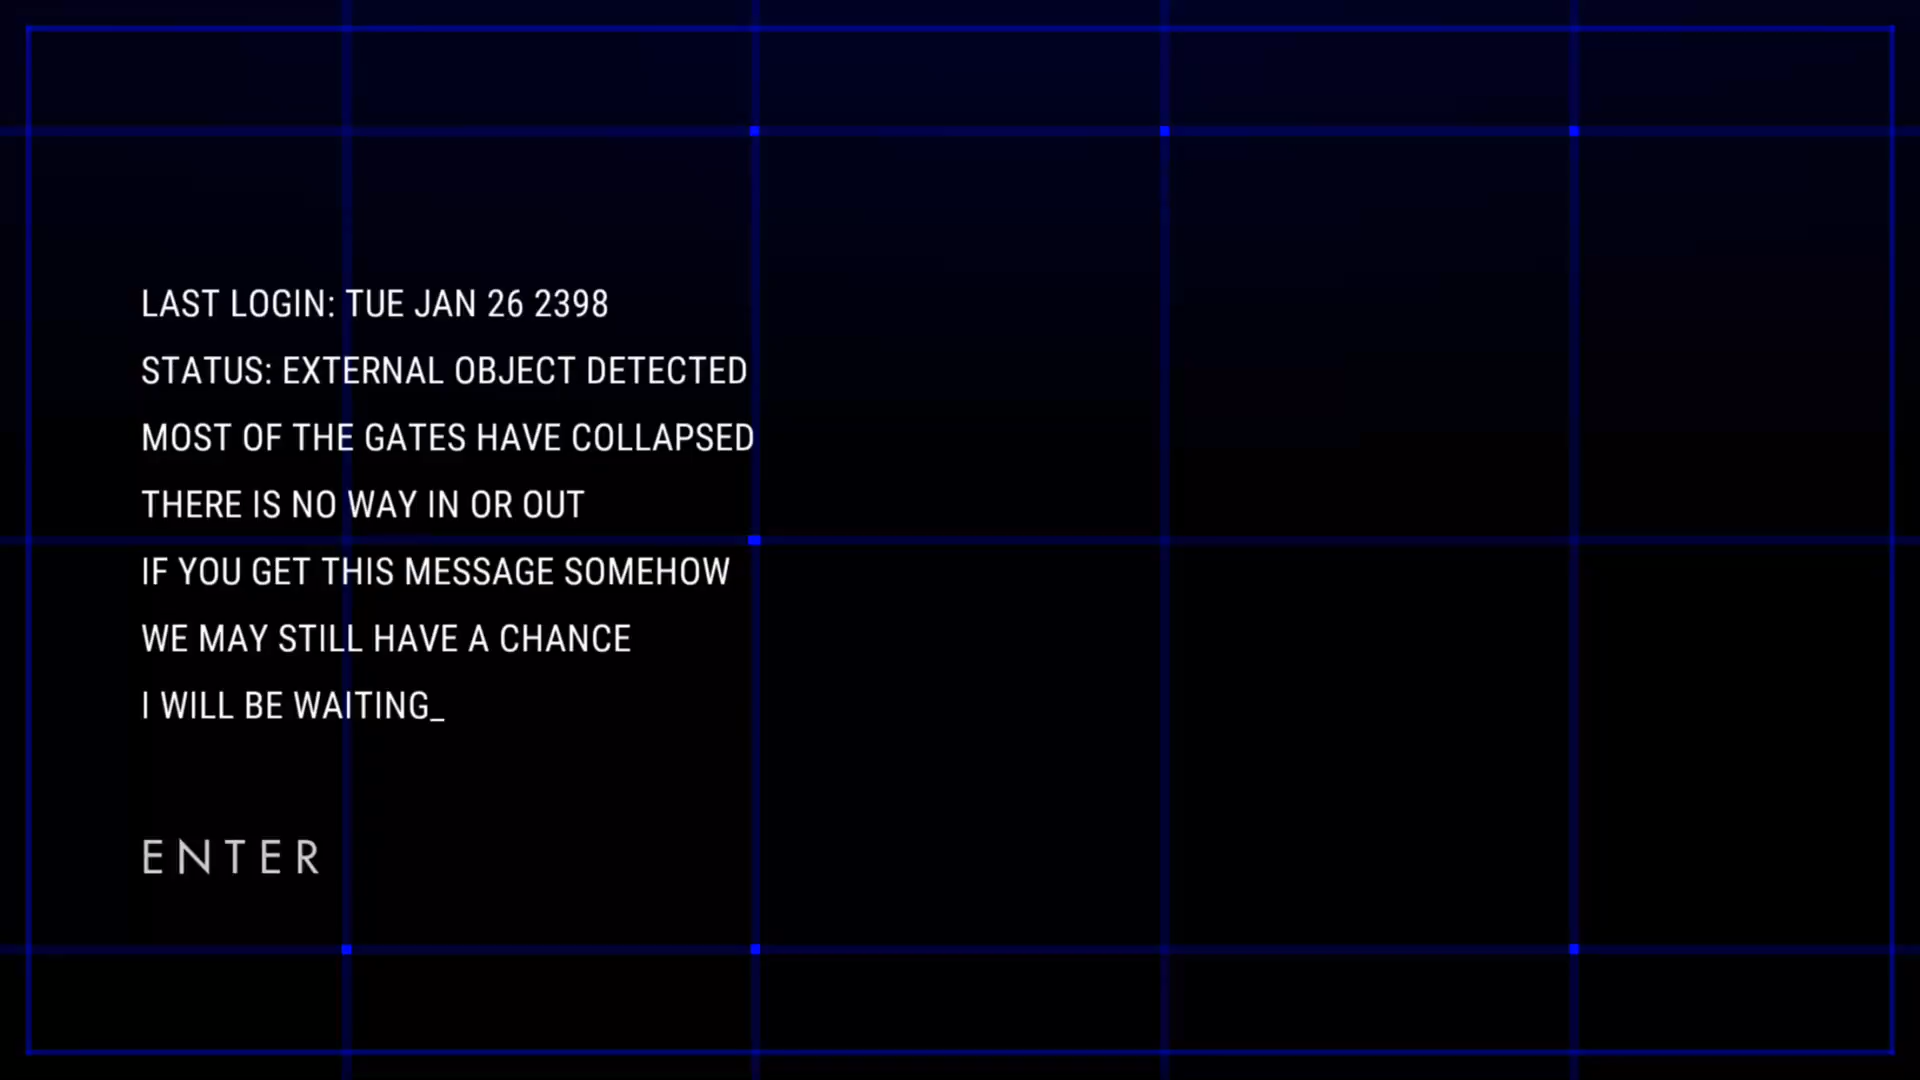 LAST LOGIN: TUE JAN 26 2398
STATUS: EXTERNAL OBJECT DETECTED
MOST OF THE GATES HAVE COLLAPSED
THERE IS NO WAY IN OR OUT
IF YOU GET THIS MESSAGE SOMEHOW
WE MAY STILL HAVE A CHANCE
I WILL BE WAITING_
ENTER